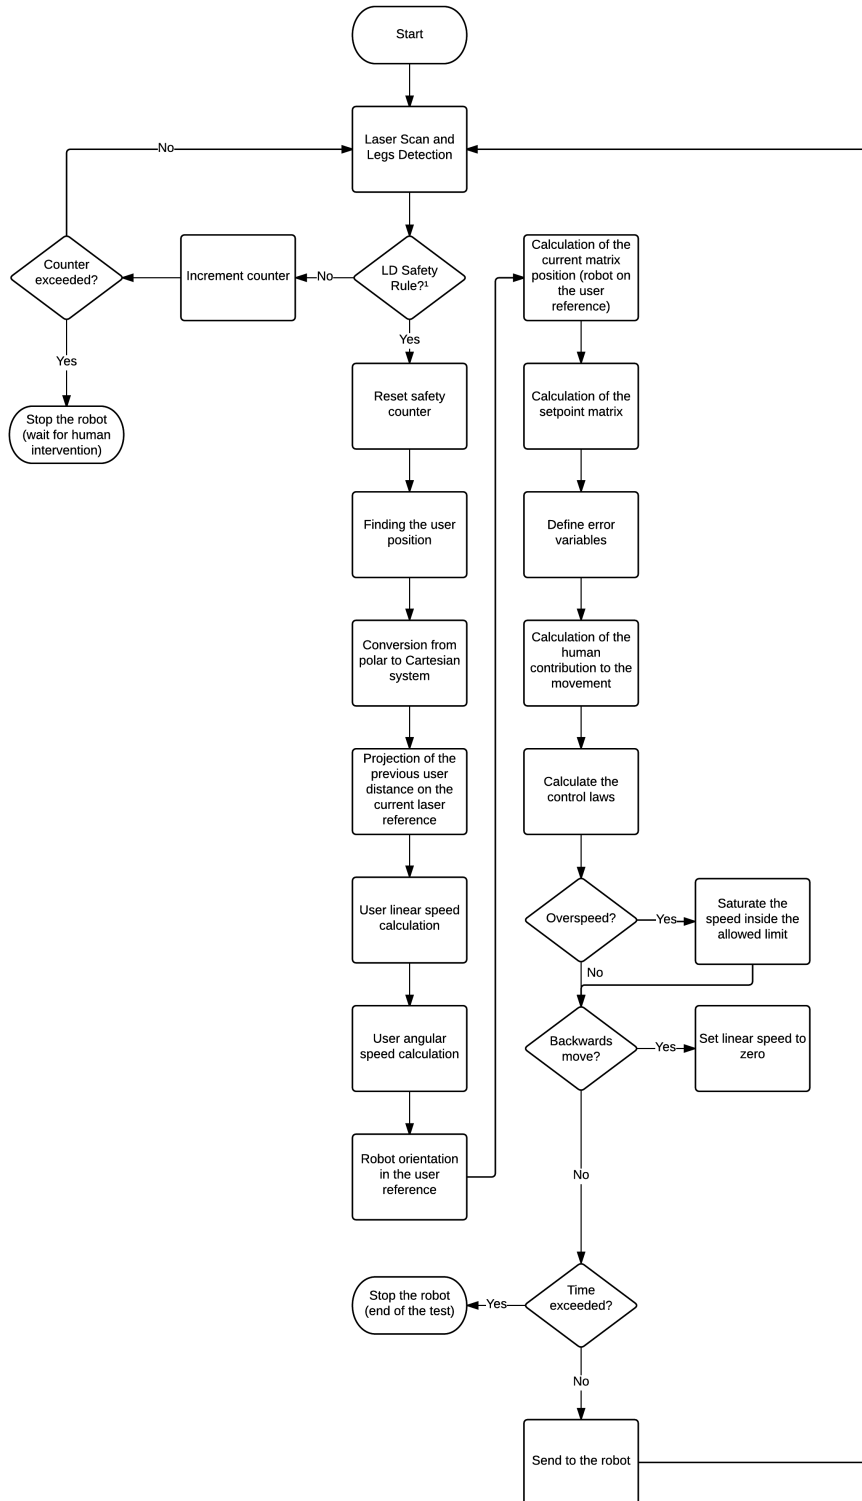 Start
Laser Scan and
Legs Detection
No
LD Safety
Rule?¹
No
Increment counter
Counter
exceeded?
Yes
Stop the robot
(wait for human
intervention)
Yes
Reset safety
counter
Finding the user
position
Conversion from
polar to Cartesian
system
Projection of the
previous user
distance on the
current laser
reference
User linear speed
calculation
User angular
speed calculation
Robot orientation
in the user
reference
Calculation of the
current matrix
position (robot on
the user
reference)
Calculation of the
setpoint matrix
Define error
variables
Calculation of the
human
contribution to the
movement
Calculate the
control laws
Overspeed?
Yes
Saturate the
speed inside the
allowed limit
No
Backwards
move?
Yes
Set linear speed to
zero
No
Time
exceeded?
Yes
Stop the robot
(end of the test)
No
Send to the robot